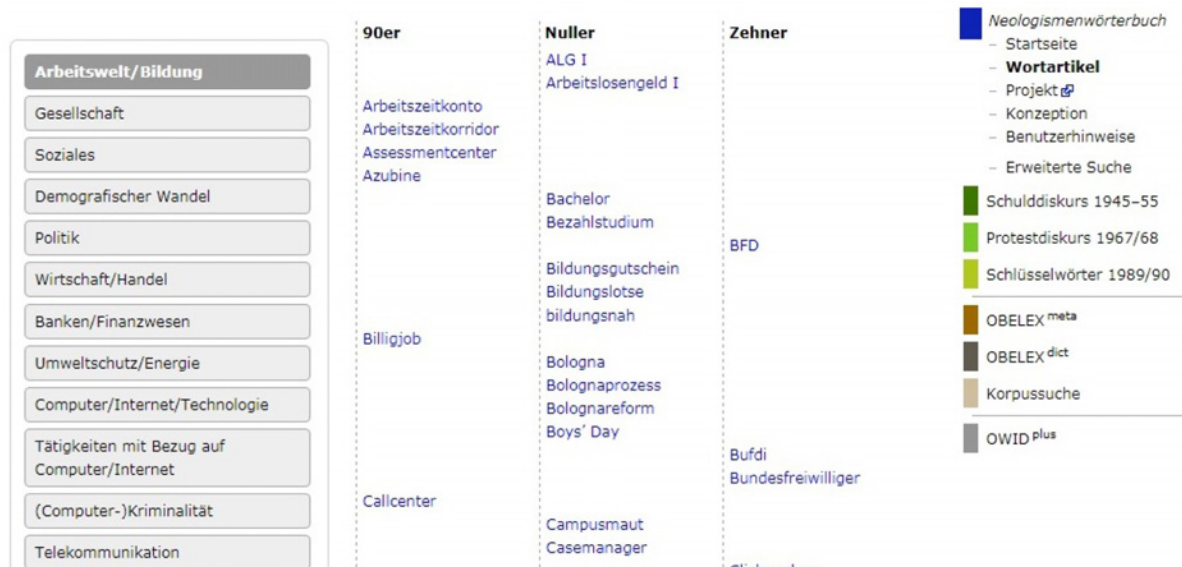 Arbeitswelt/Bildung
Gesellschaft
Soziales
Demografischer Wandel
Politik
Wirtschaft/Handel
Banken/Finanzwesen
Umweltschutz/Energie
Computer/Internet/Technologie
Tätigkeiten mit Bezug auf
Computer/Internet
(Computer-)Kriminalität
Telekommunikation
90er
Arbeitszeitkonto
Arbeitszeitkorridor
Assessmentcenter
Azubine
Billigjob
Callcenter
Nuller
ALG I
Arbeitslosengeld I
Bachelor
Bezahlstudium
Bildungsgutschein
Bildungslotse
bildungsnah
Bologna
Bolognaprozess
Bolognareform
Boys´ Day
Campusmaut
Casemanager
Zehner
BFD
Bufdi
Bundesfreiwilliger
Neologismenwörterbuch
– Startseite
– Wortartikel
– Projekt
– Konzeption
– Benutzerhinweise
– Erweiterte Suche
Schulddiskurs 1945–55
Protestdiskurs 1967/68
Schlüsselwörter 1989/90
OBELEX meta
OBELEX dict
Korpussuche
OWID plus